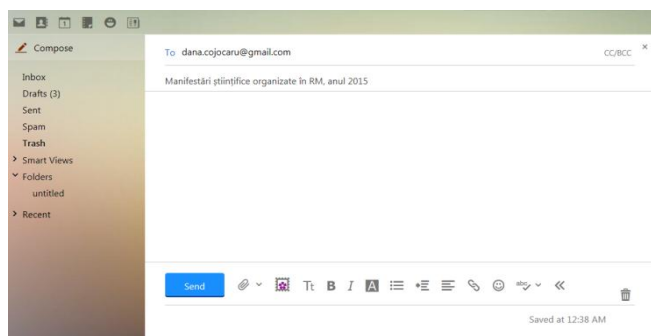 Compose
To dana.cojocaru@gmail.com CC/BCC
Manifestări științifice organizate în RM, anul 2015
Inbox
Drafts (3)
Sent
Spam
Trash
Smart Views
Folders
untitled
Recent
Send Tt B I A abc
Saved at 12:38 AM